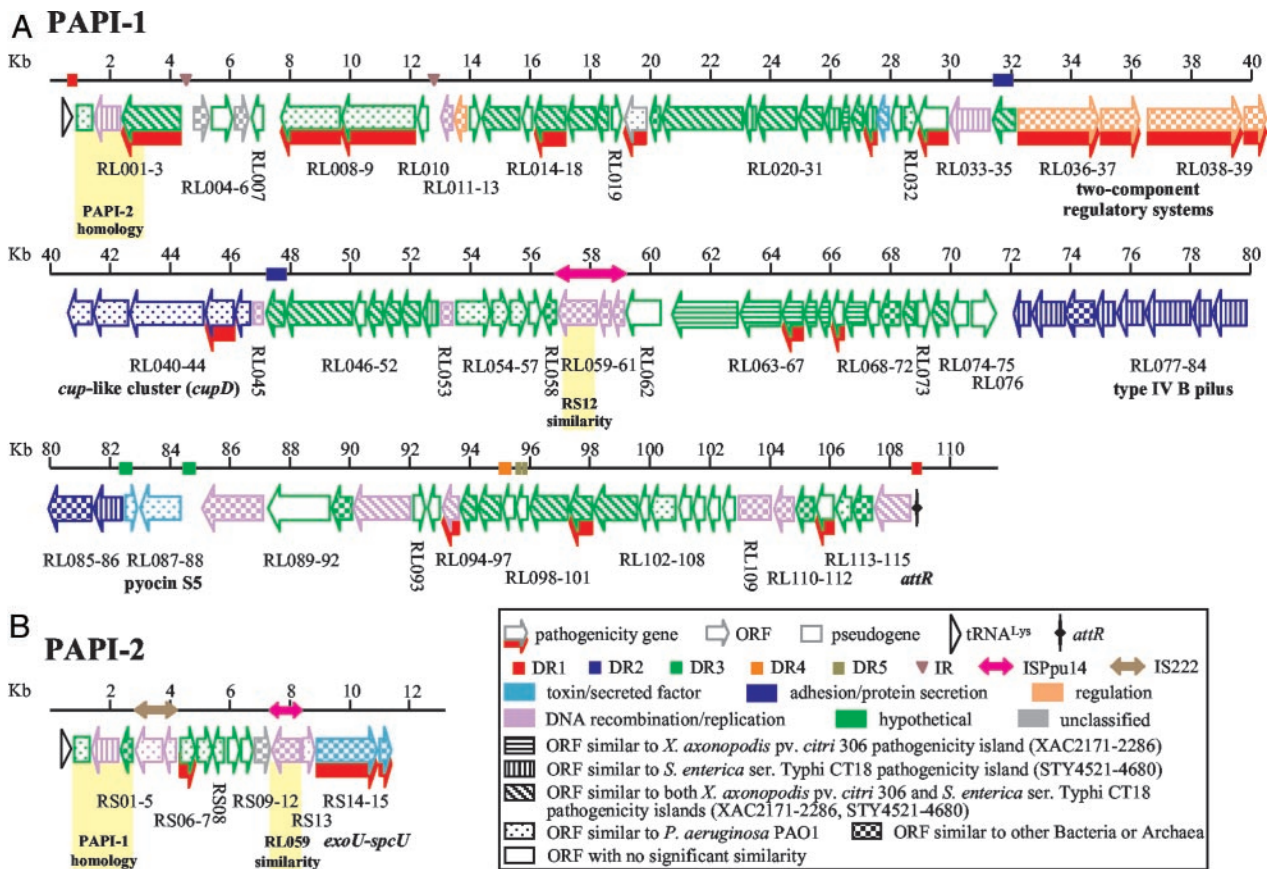 A PAPI-1
Kb 2 4 6 8 10 12 14 16 18 20 22 24 26 28 30 32 34 36 38 40
RL001-3 RL004-6 RL007 RL008-9 RL010 RL011-13 RL014-18 RL019 RL020-31 RL032 RL033-35 RL036-37 RL038-39
PAPI-2
homology
two-component
regulatory systems
Kb 40 42 44 46 48 50 52 54 56 58 60 62 64 66 68 70 72 74 76 78 80
RL040-44 RL045 RL046-52 RL053 RL054-57 RL058 RL059-61 RL062 RL063-67 RL068-72 RL073 RL074-75 RL076 RL077-84
cup-like cluster (cupD)
RS12
similarity
type IV B pilus
Kb 80 82 84 86 88 90 92 94 96 98 100 102 104 106 108 110
RL085-86 RL087-88 RL089-92 RL093 RL094-97 RL098-101 RL102-108 RL109 RL110-112 RL113-115
pyocin S5
attR
B
PAPI-2
Kb 2 4 6 8 10 12
RS01-5 RS06-7 RS08 RS09-12 RS13 RS14-15
PAPI-1
homology
RL059
similarity
exoU-spcU
pathogenicity gene ORF pseudogene tRNALys attR
DR1 DR2 DR3 DR4 DR5 IR ISPpu14 IS222
toxin/secreted factor adhesion/protein secretion regulation
DNA recombination/replication hypothetical unclassified
ORF similar to X. axonopodis pv. citri 306 pathogenicity island (XAC2171-2286)
ORF similar to S. enterica ser. Typhi CT18 pathogenicity island (STY4521-4680)
ORF similar to both X. axonopodis pv. citri 306 and S. enterica ser. Typhi CT18
pathogenicity islands (XAC2171-2286, STY4521-4680)
ORF similar to P. aeruginosa PAO1 ORF similar to other Bacteria or Archaea
ORF with no significant similarity